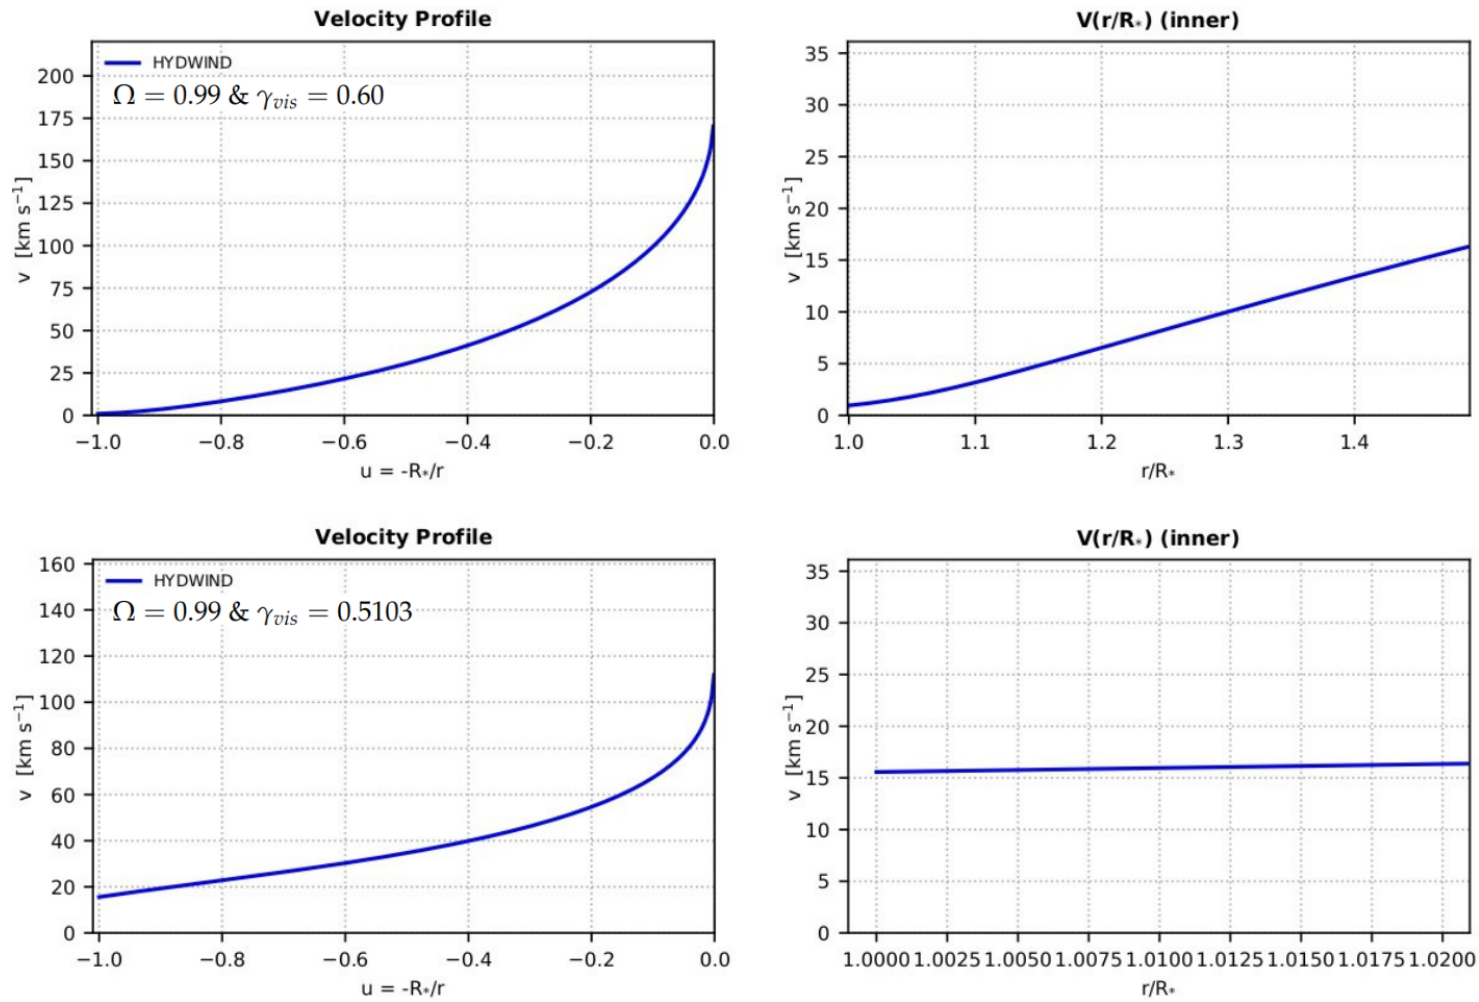 Velocity Profile
HYDWIND
Ω = 0.99 & γvis = 0.60
200
175
150
125
100
75
50
25
0
v [km s⁻¹]
−1.0 −0.8 −0.6 −0.4 −0.2 0.0
u = -R*/r
V(r/R*) (inner)
35
30
25
20
15
10
5
0
v [km s⁻¹]
1.0 1.1 1.2 1.3 1.4
r/R*
Velocity Profile
HYDWIND
Ω = 0.99 & γvis = 0.5103
160
140
120
100
80
60
40
20
0
v [km s⁻¹]
−1.0 −0.8 −0.6 −0.4 −0.2 0.0
u = -R*/r
V(r/R*) (inner)
35
30
25
20
15
10
5
0
v [km s⁻¹]
1.0000 1.0025 1.0050 1.0075 1.0100 1.0125 1.0150 1.0175 1.0200
r/R*